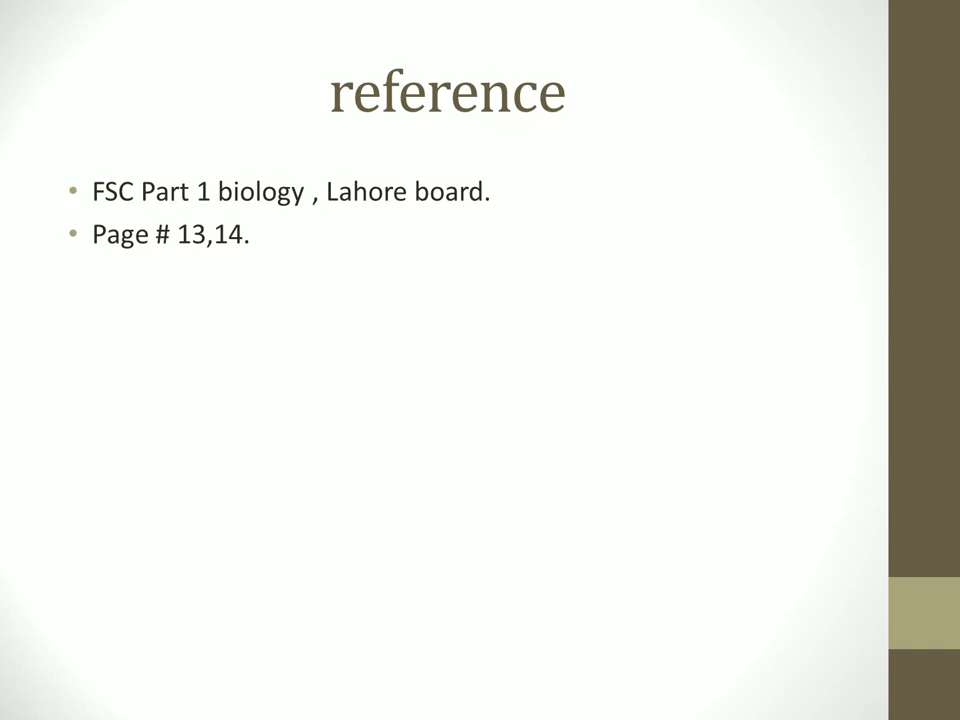 reference
• FSC Part 1 biology , Lahore board.
• Page # 13,14.